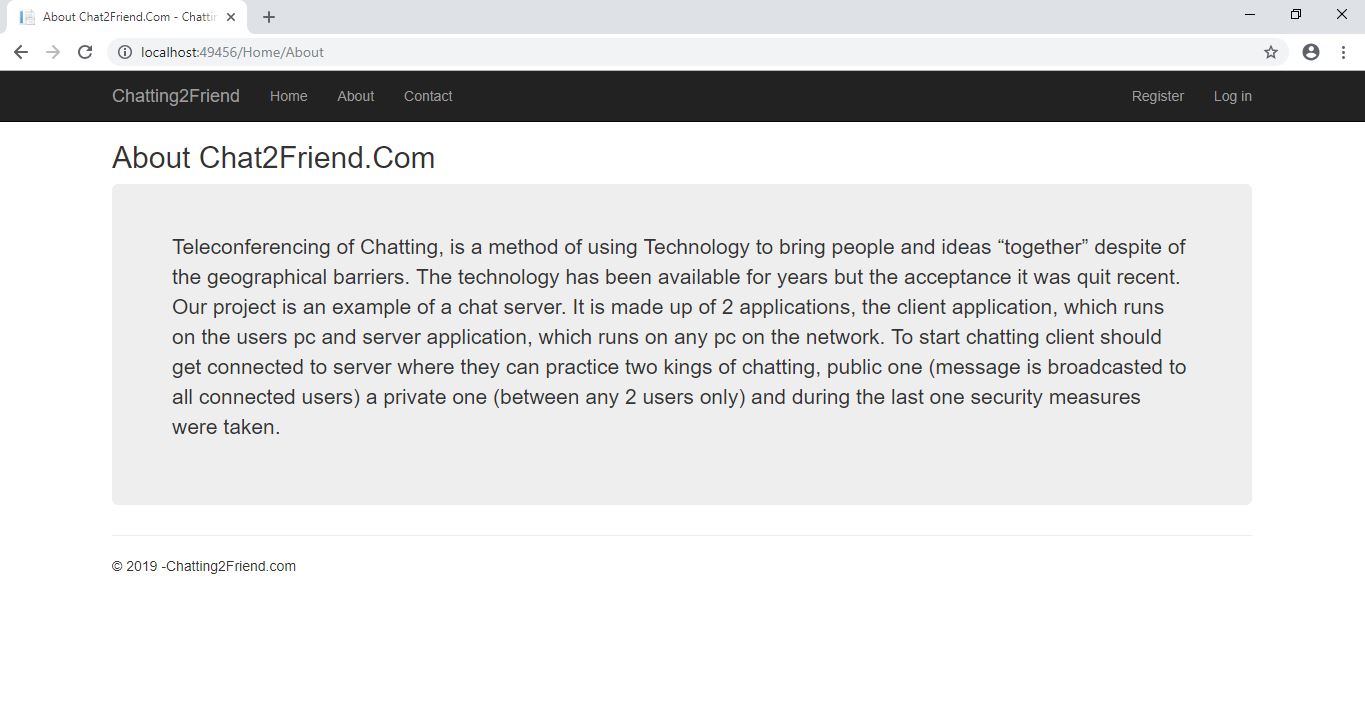 About Chat2Friend.Com - Chattin
localhost:49456/Home/About
Chatting2Friend Home About Contact Register Log in
About Chat2Friend.Com
Teleconferencing of Chatting, is a method of using Technology to bring people and ideas “together” despite of
the geographical barriers. The technology has been available for years but the acceptance it was quit recent.
Our project is an example of a chat server. It is made up of 2 applications, the client application, which runs
on the users pc and server application, which runs on any pc on the network. To start chatting client should
get connected to server where they can practice two kings of chatting, public one (message is broadcasted to
all connected users) a private one (between any 2 users only) and during the last one security measures
were taken.
© 2019 -Chatting2Friend.com